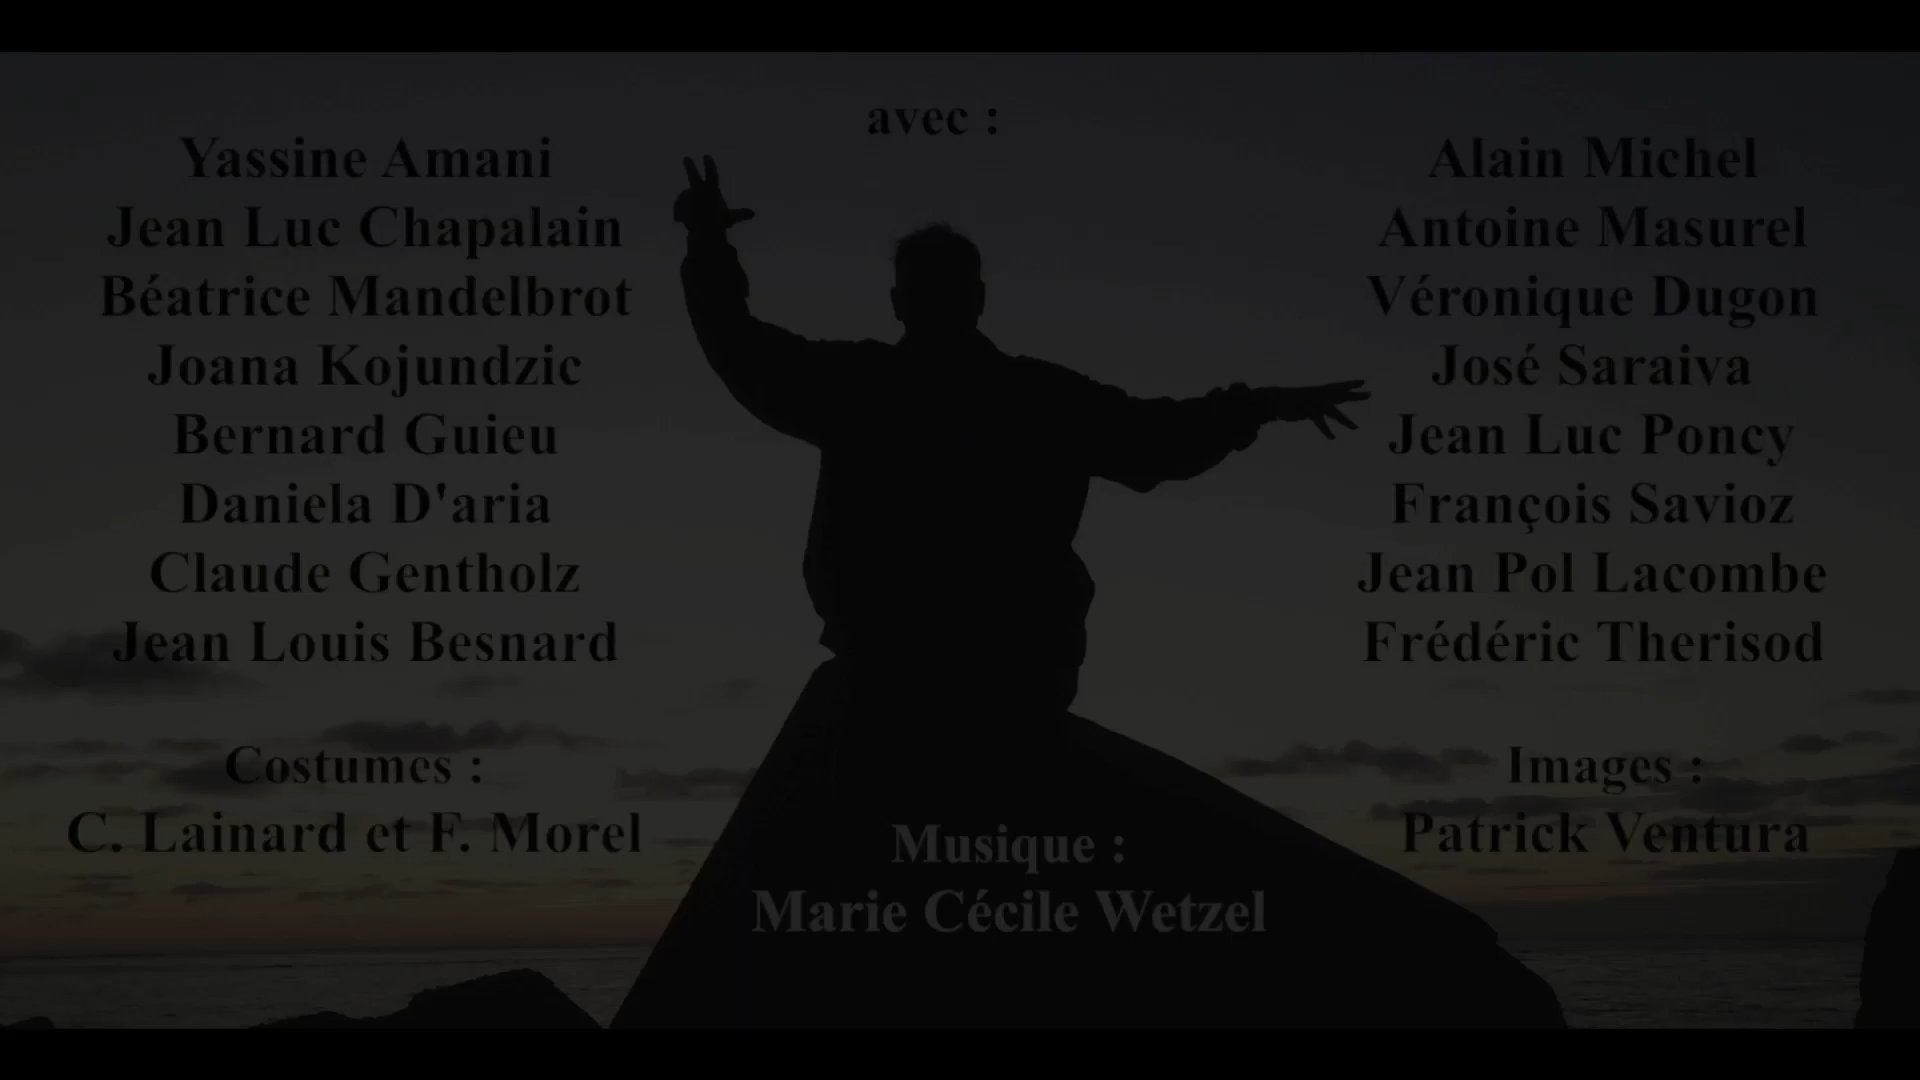 avec :
Yassine Amani
Jean Luc Chapalain
Béatrice Mandelbrot
Joana Kojundzic
Bernard Guieu
Daniela D'aria
Claude Gentholz
Jean Louis Besnard
Alain Michel
Antoine Masurel
Véronique Dugon
José Saraiva
Jean Luc Poncy
François Savioz
Jean Pol Lacombe
Frédéric Therisod
Costumes :
C. Lainard et F. Morel
Musique :
Marie Cécile Wetzel
Images :
Patrick Ventura